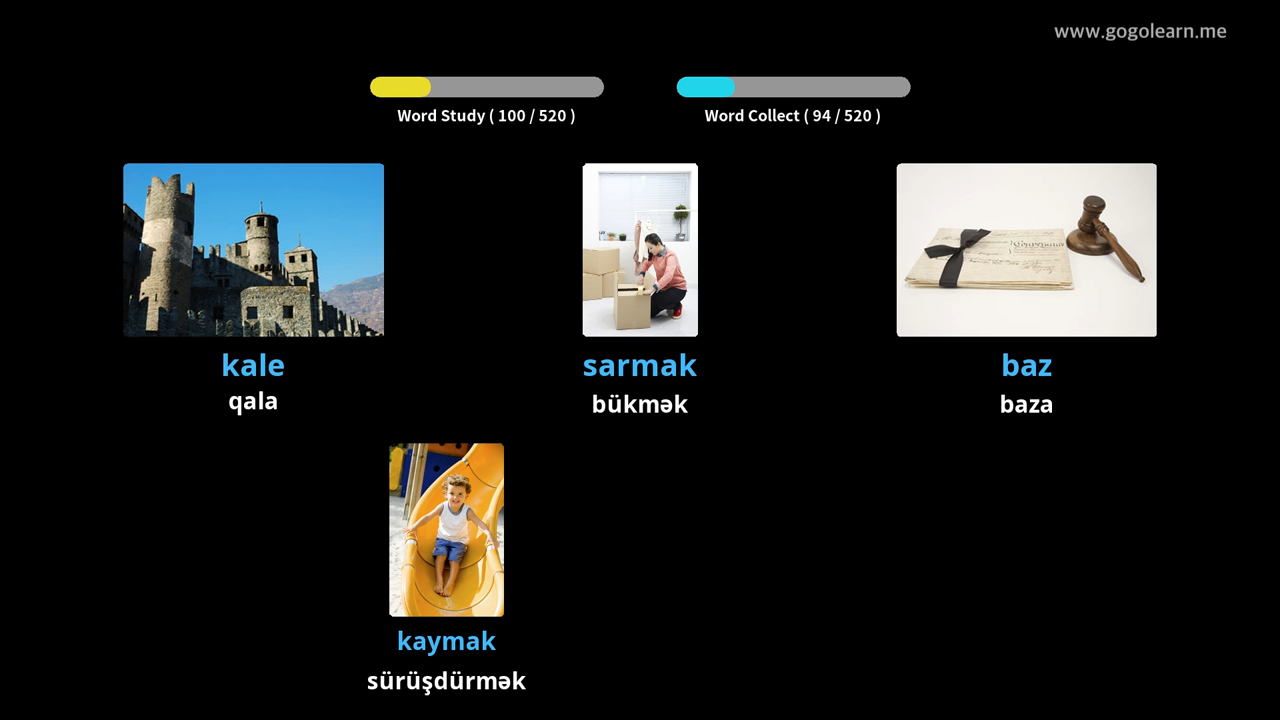 www.gogolearn.me
Word Study ( 100 / 520 )
Word Collect ( 94 / 520 )
kale
qala
sarmak
bükmək
baz
baza
kaymak
sürüşdürmək